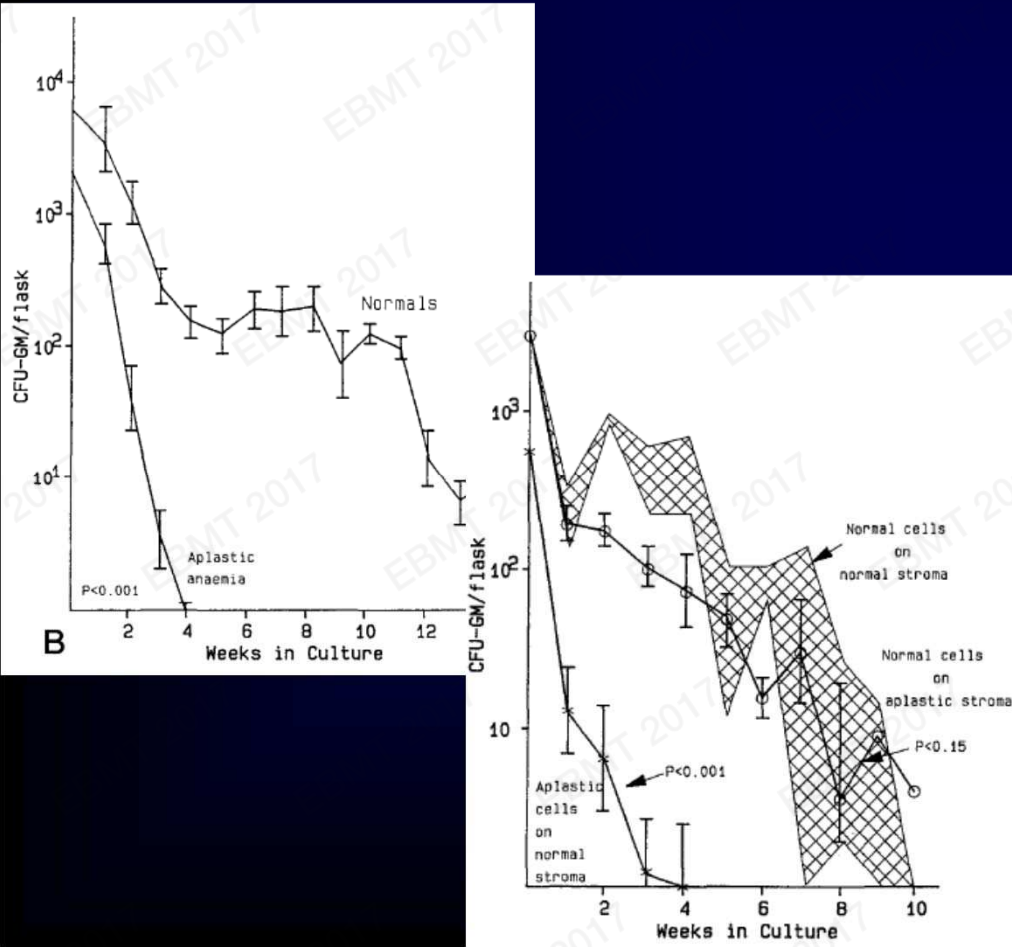 EBMT 2017
10⁴
10³
10²
10¹
CFU-GM/flask
Normals
Aplastic
anaemia
P<0.001
B
2 4 6 8 10 12
Weeks in Culture
10³
10²
10
CFU-GM/flask
Normal cells
on
normal stroma
Normal cells
on
aplastic stroma
P<0.15
P<0.001
Aplastic
cells
on
normal
stroma
2 4 6 8 10
Weeks in Culture